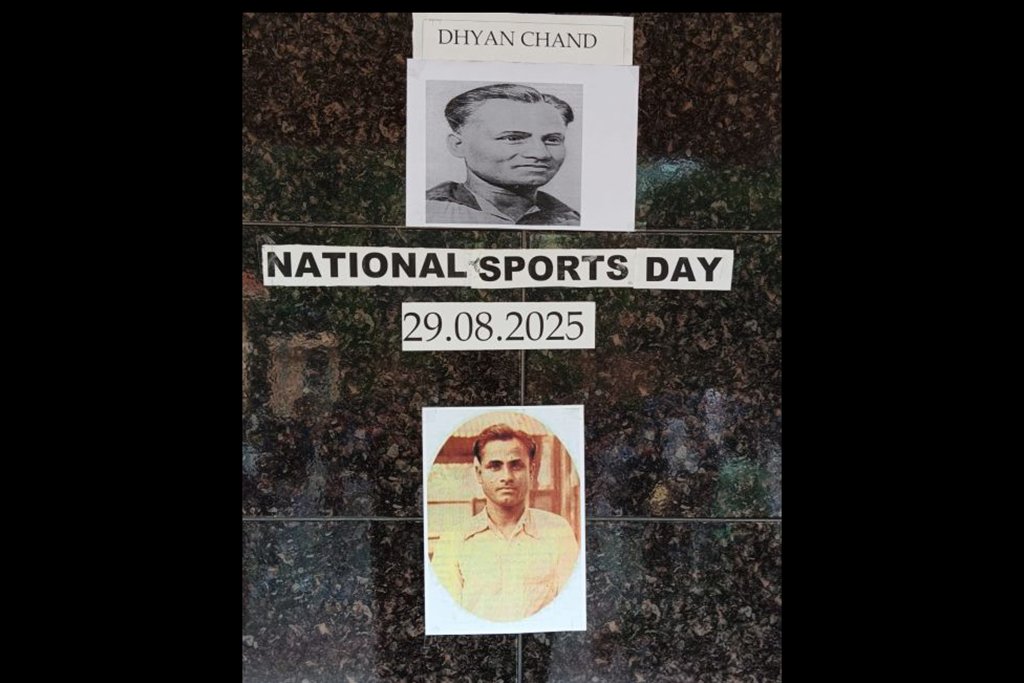 DHYAN CHAND
NATIONAL SPORTS DAY
29.08.2025